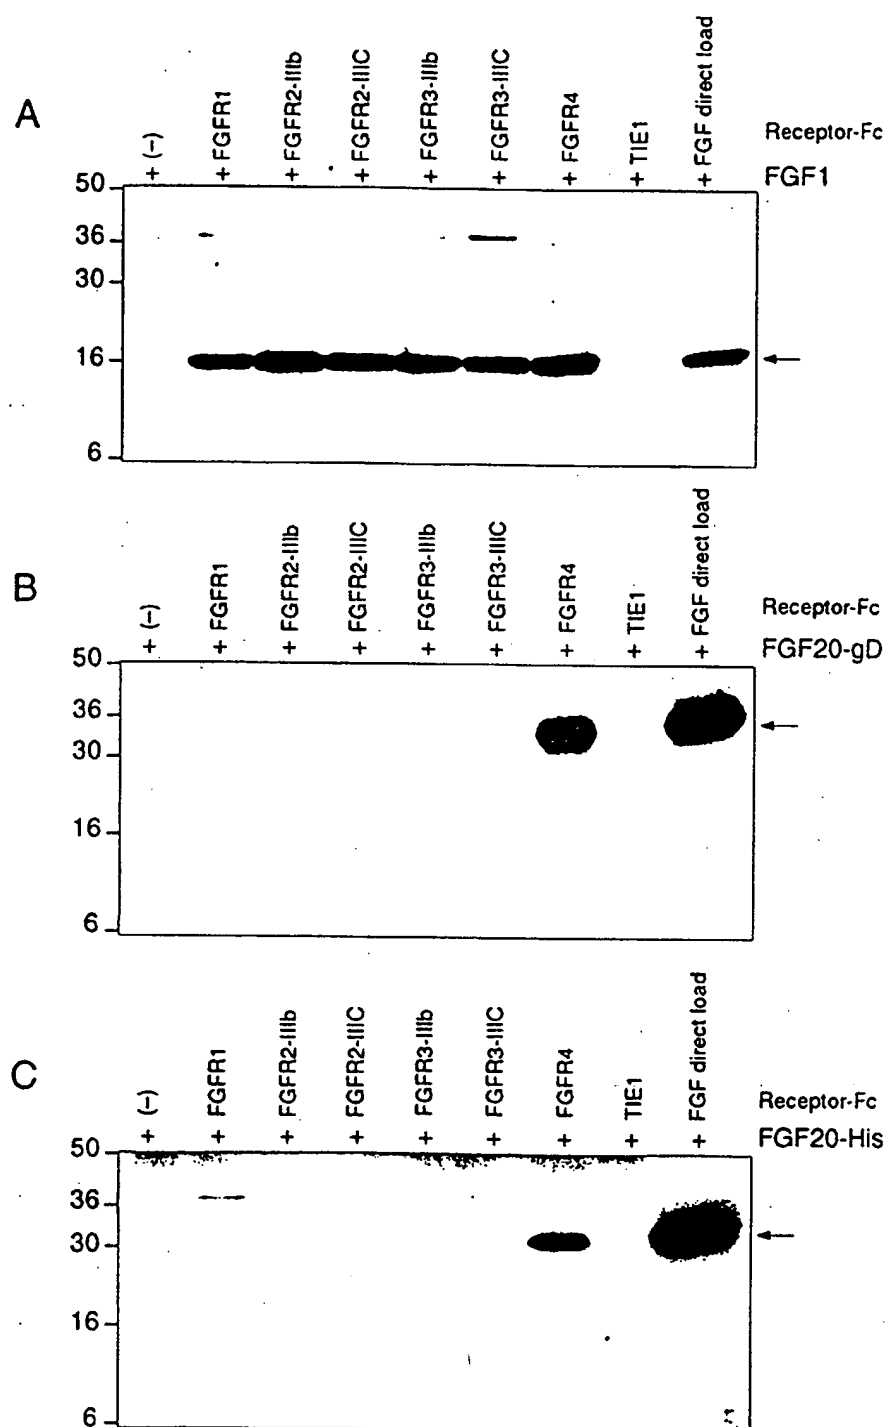 A
(–)
FGFR1
FGFR2-IIIb
FGFR2-IIIC
FGFR3-IIIb
FGFR3-IIIC
FGFR4
TIE1
FGF direct load
Receptor-Fc
+ + + + + + + + + FGF1
50
36
30
16
6
B
(–)
FGFR1
FGFR2-IIIb
FGFR2-IIIC
FGFR3-IIIb
FGFR3-IIIC
FGFR4
TIE1
FGF direct load
Receptor-Fc
+ + + + + + + + + FGF20-gD
50
36
30
16
6
C
(–)
FGFR1
FGFR2-IIIb
FGFR2-IIIC
FGFR3-IIIb
FGFR3-IIIC
FGFR4
TIE1
FGF direct load
Receptor-Fc
+ + + + + + + + + FGF20-His
50
36
30
16
6